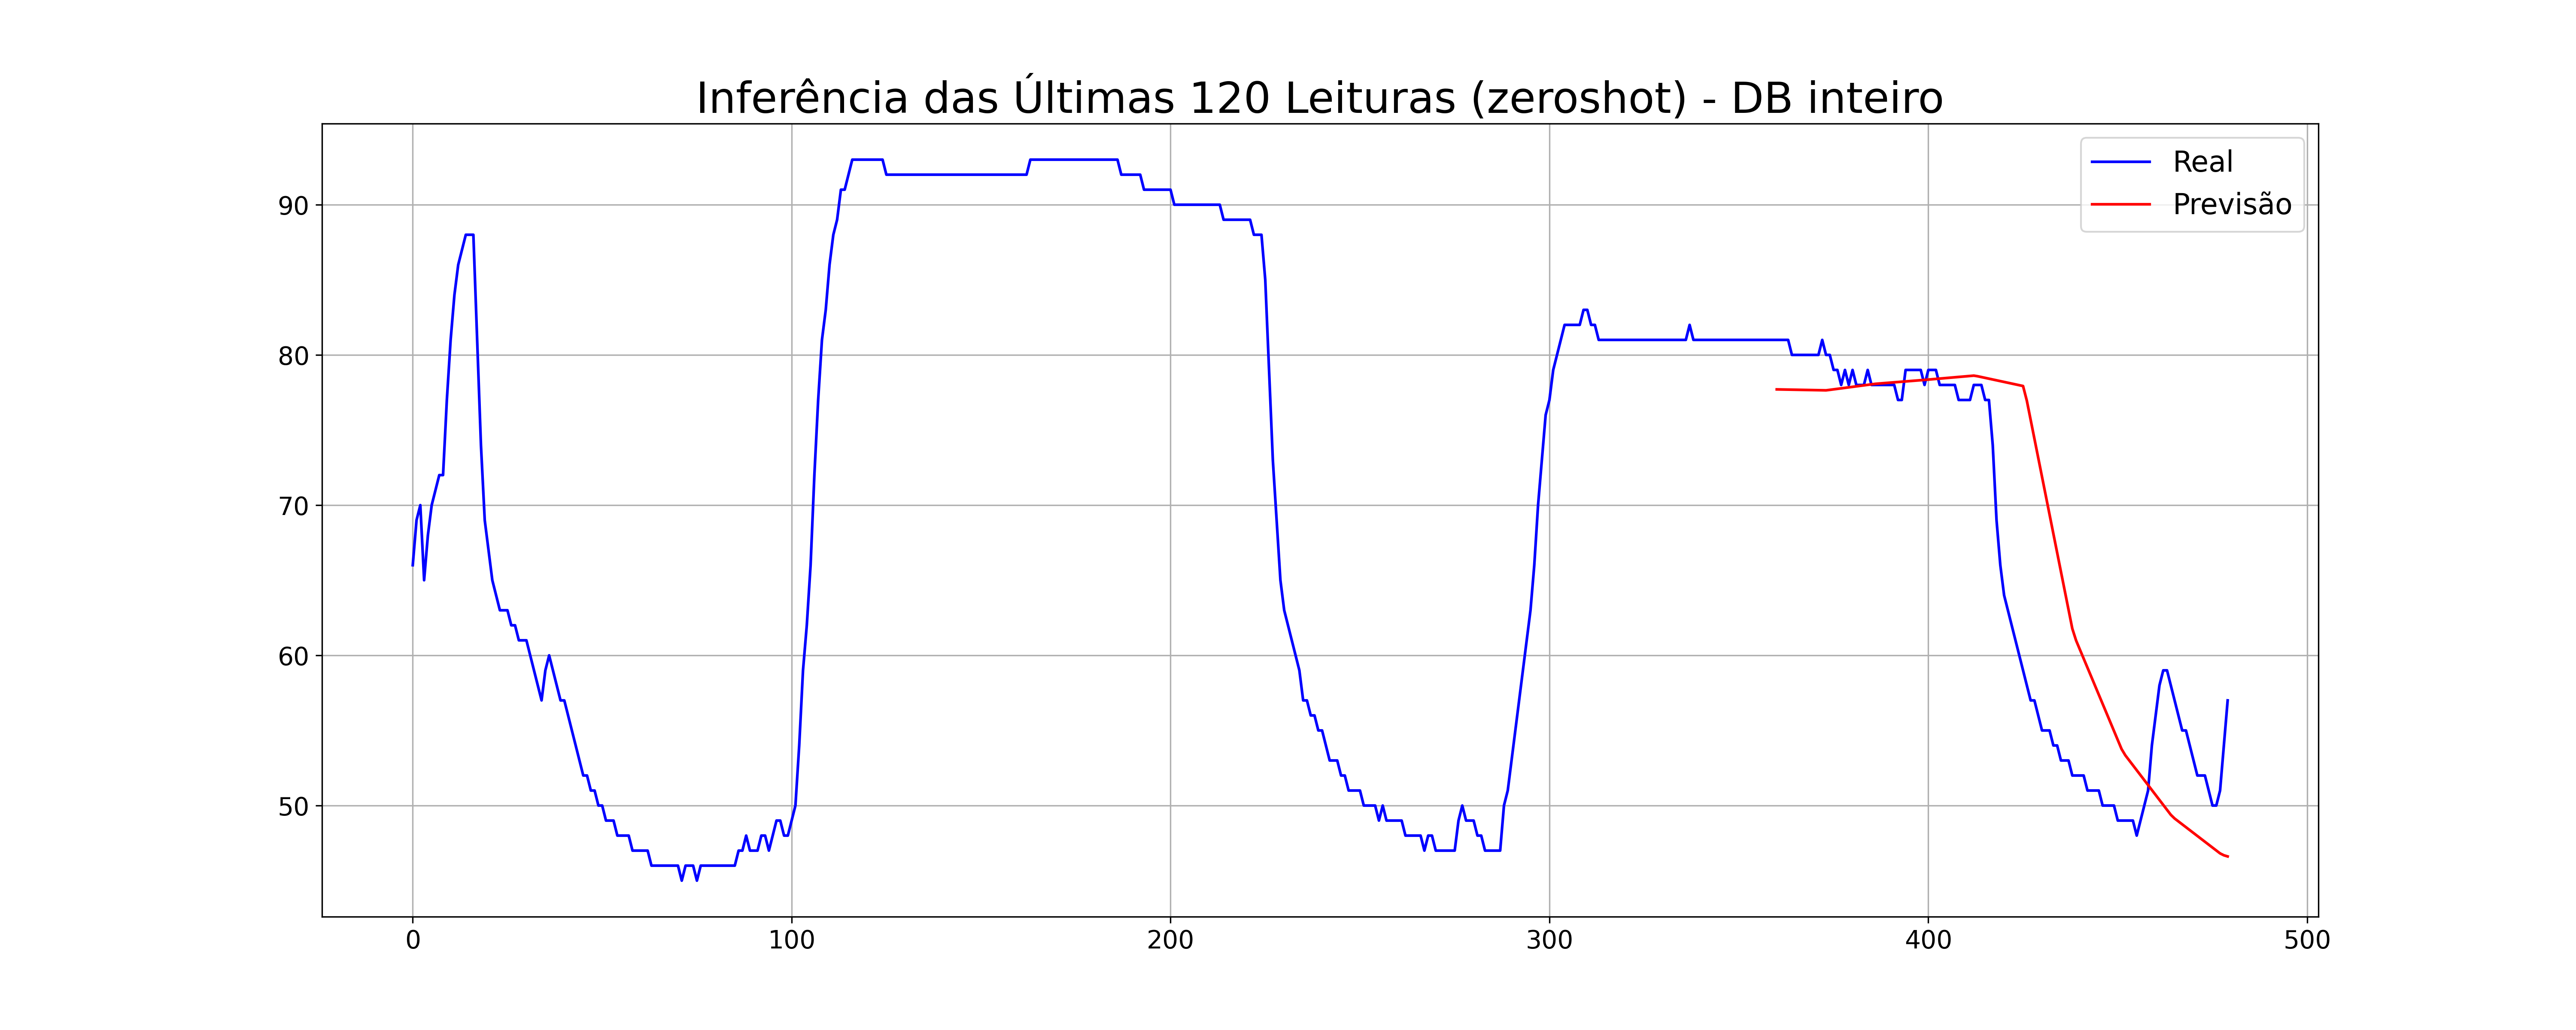 Inferência das Últimas 120 Leituras (zeroshot) - DB inteiro
Real
Previsão
90
80
70
60
50
0 100 200 300 400 500